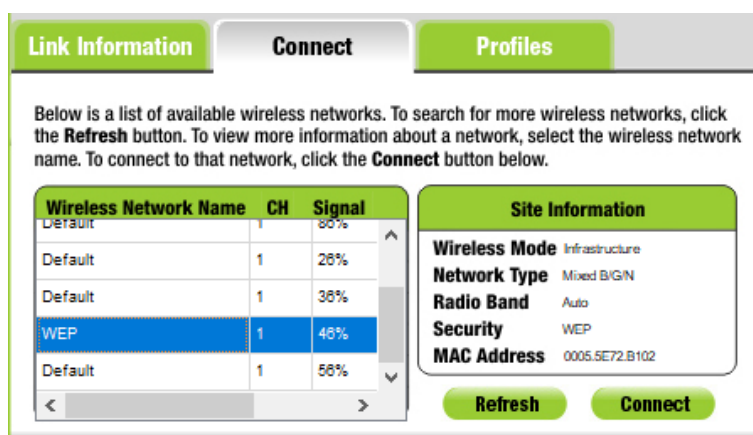 Link Information Connect Profiles
Below is a list of available wireless networks. To search for more wireless networks, click
the Refresh button. To view more information about a network, select the wireless network
name. To connect to that network, click the Connect button below.
Wireless Network Name CH Signal
Default 1 86%
Default 1 26%
Default 1 36%
WEP 1 46%
Default 1 56%
Site Information
Wireless Mode Infrastructure
Network Type Mixed B/G/N
Radio Band Auto
Security WEP
MAC Address 0005.5E72.B102
Refresh Connect